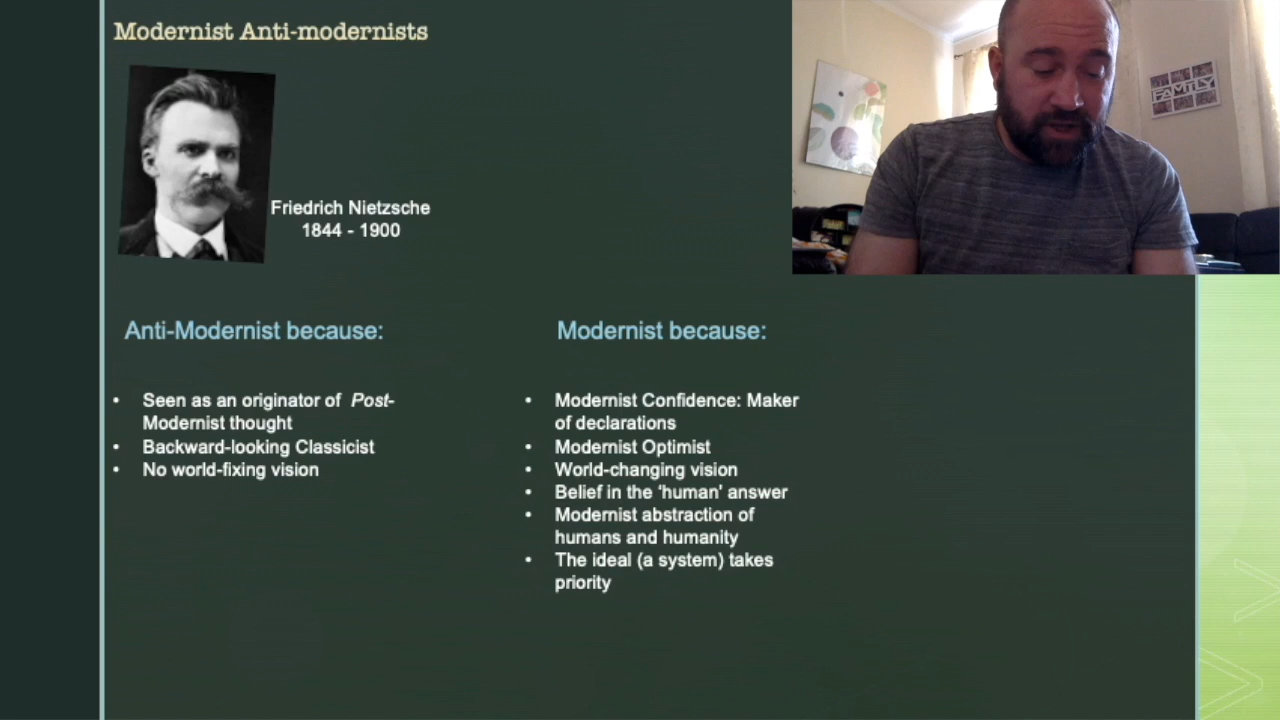 Modernist Anti-modernists
FAMILY
Friedrich Nietzsche
1844 - 1900
Anti-Modernist because:
• Seen as an originator of Post-
Modernist thought
• Backward-looking Classicist
• No world-fixing vision
Modernist because:
• Modernist Confidence: Maker
of declarations
• Modernist Optimist
• World-changing vision
• Belief in the 'human' answer
• Modernist abstraction of
humans and humanity
• The ideal (a system) takes
priority